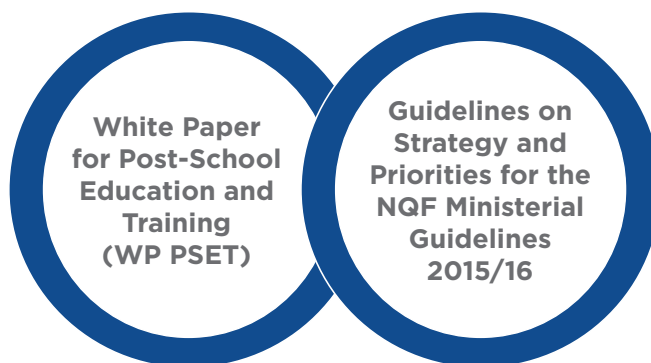 White Paper
for Post-School
Education and
Training
(WP PSET)
Guidelines on
Strategy and
Priorities for the
NQF Ministerial
Guidelines
2015/16